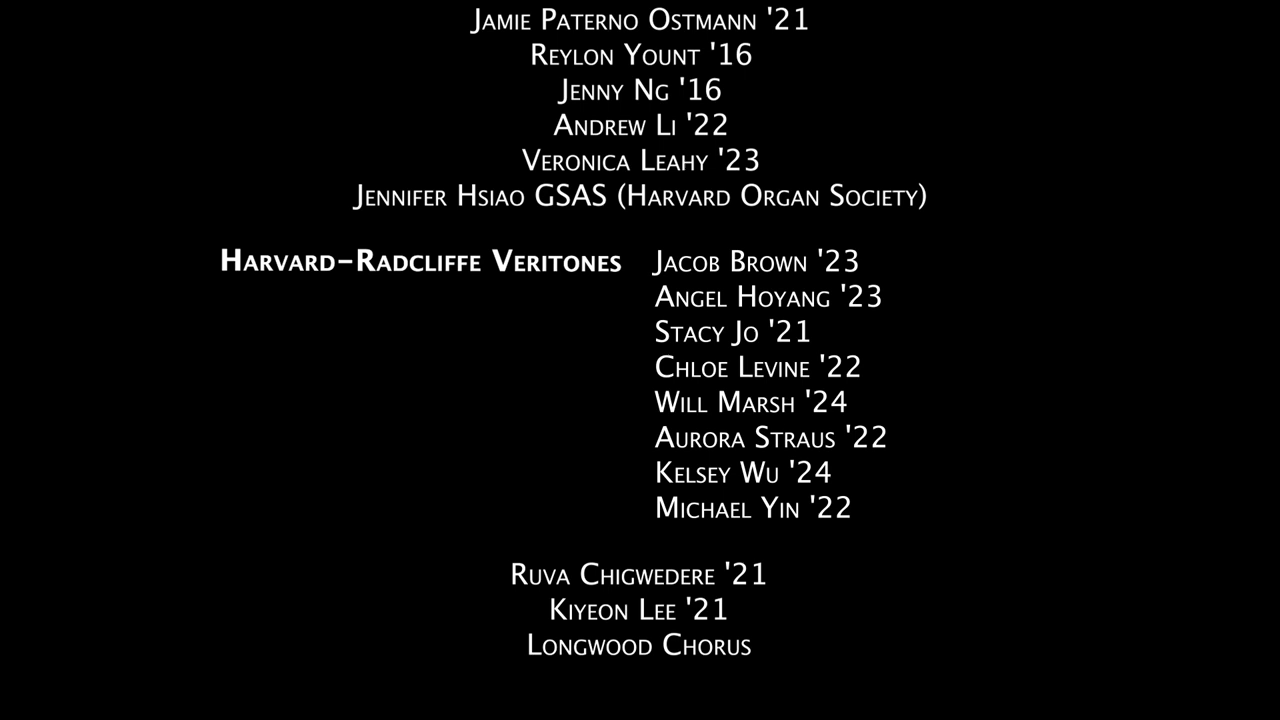 Jamie Paterno Ostmann '21
Reylon Yount '16
Jenny Ng '16
Andrew Li '22
Veronica Leahy '23
Jennifer Hsiao GSAS (Harvard Organ Society)
Harvard-Radcliffe Veritones Jacob Brown '23
Angel Hoyang '23
Stacy Jo '21
Chloe Levine '22
Will Marsh '24
Aurora Straus '22
Kelsey Wu '24
Michael Yin '22
Ruva Chigwedere '21
Kiyeon Lee '21
Longwood Chorus